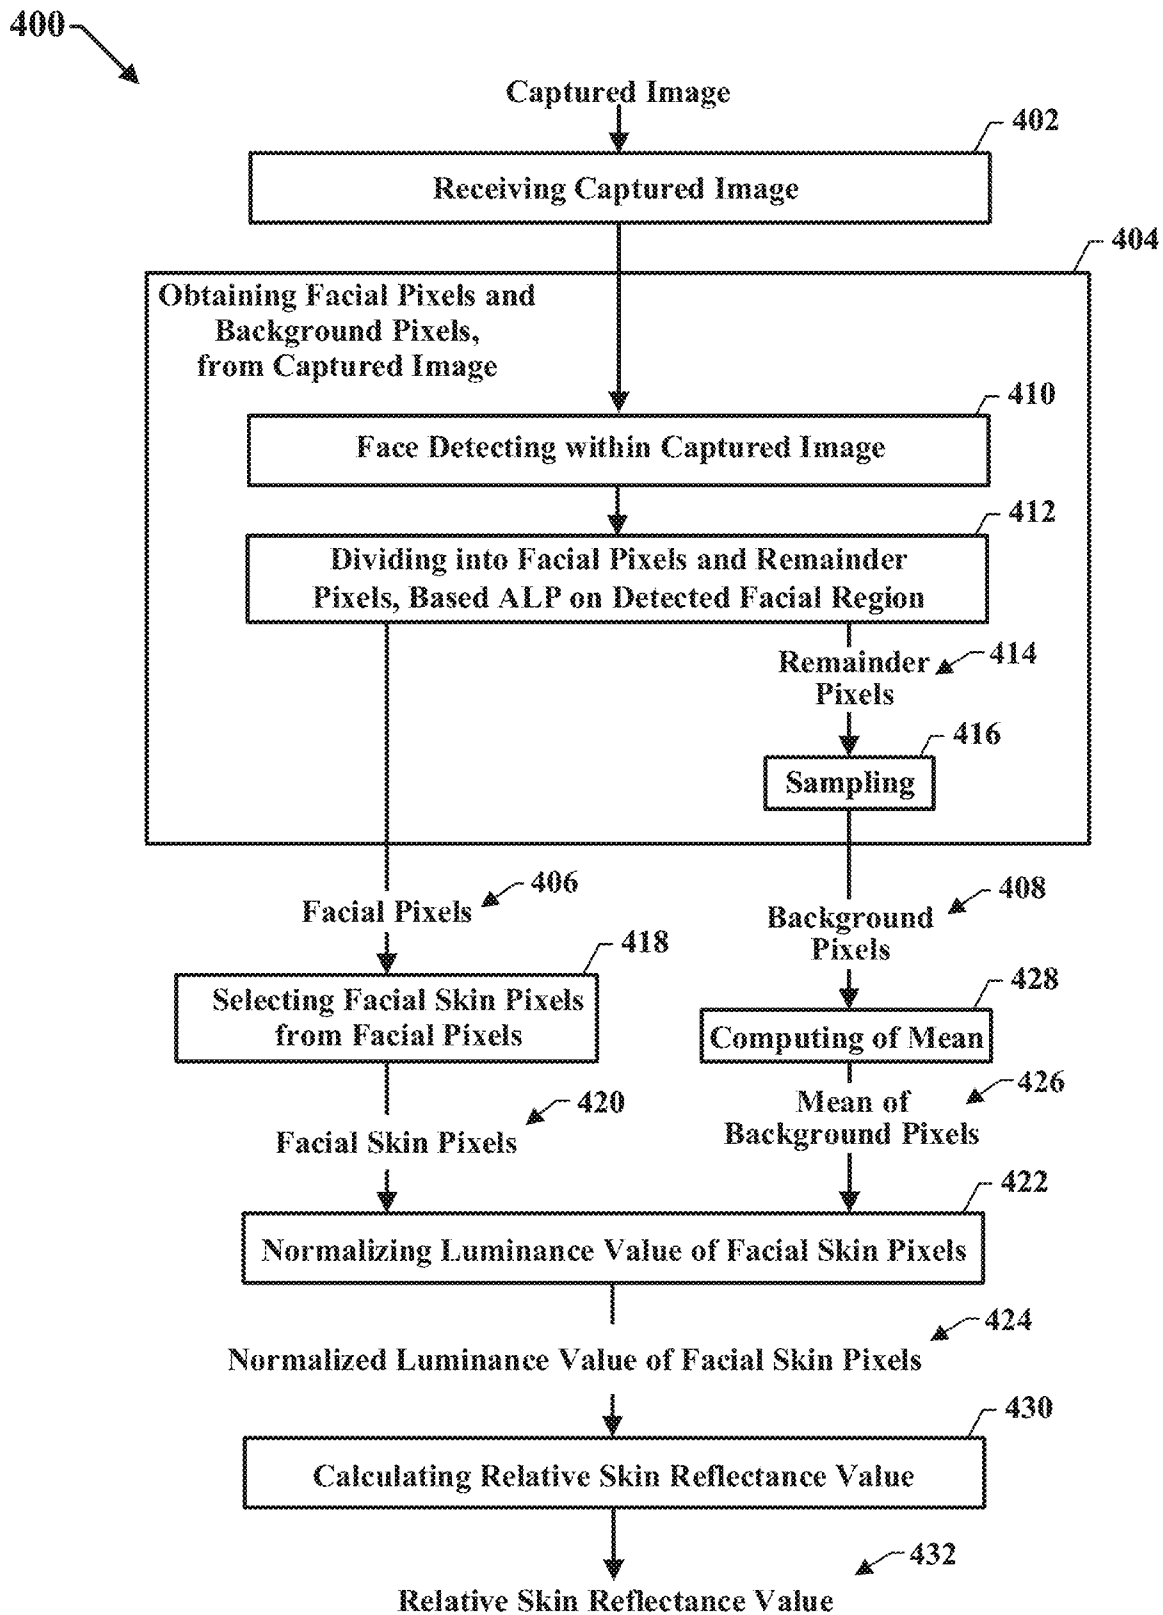 400
Captured Image
402
Receiving Captured Image
404
Obtaining Facial Pixels and
Background Pixels,
from Captured Image
410
Face Detecting within Captured Image
412
Dividing into Facial Pixels and Remainder
Pixels, Based ALP on Detected Facial Region
Remainder
Pixels
414
416
Sampling
406
Facial Pixels
408
Background
Pixels
418
Selecting Facial Skin Pixels
from Facial Pixels
428
Computing of Mean
420
Facial Skin Pixels
426
Mean of
Background Pixels
422
Normalizing Luminance Value of Facial Skin Pixels
424
Normalized Luminance Value of Facial Skin Pixels
430
Calculating Relative Skin Reflectance Value
432
Relative Skin Reflectance Value